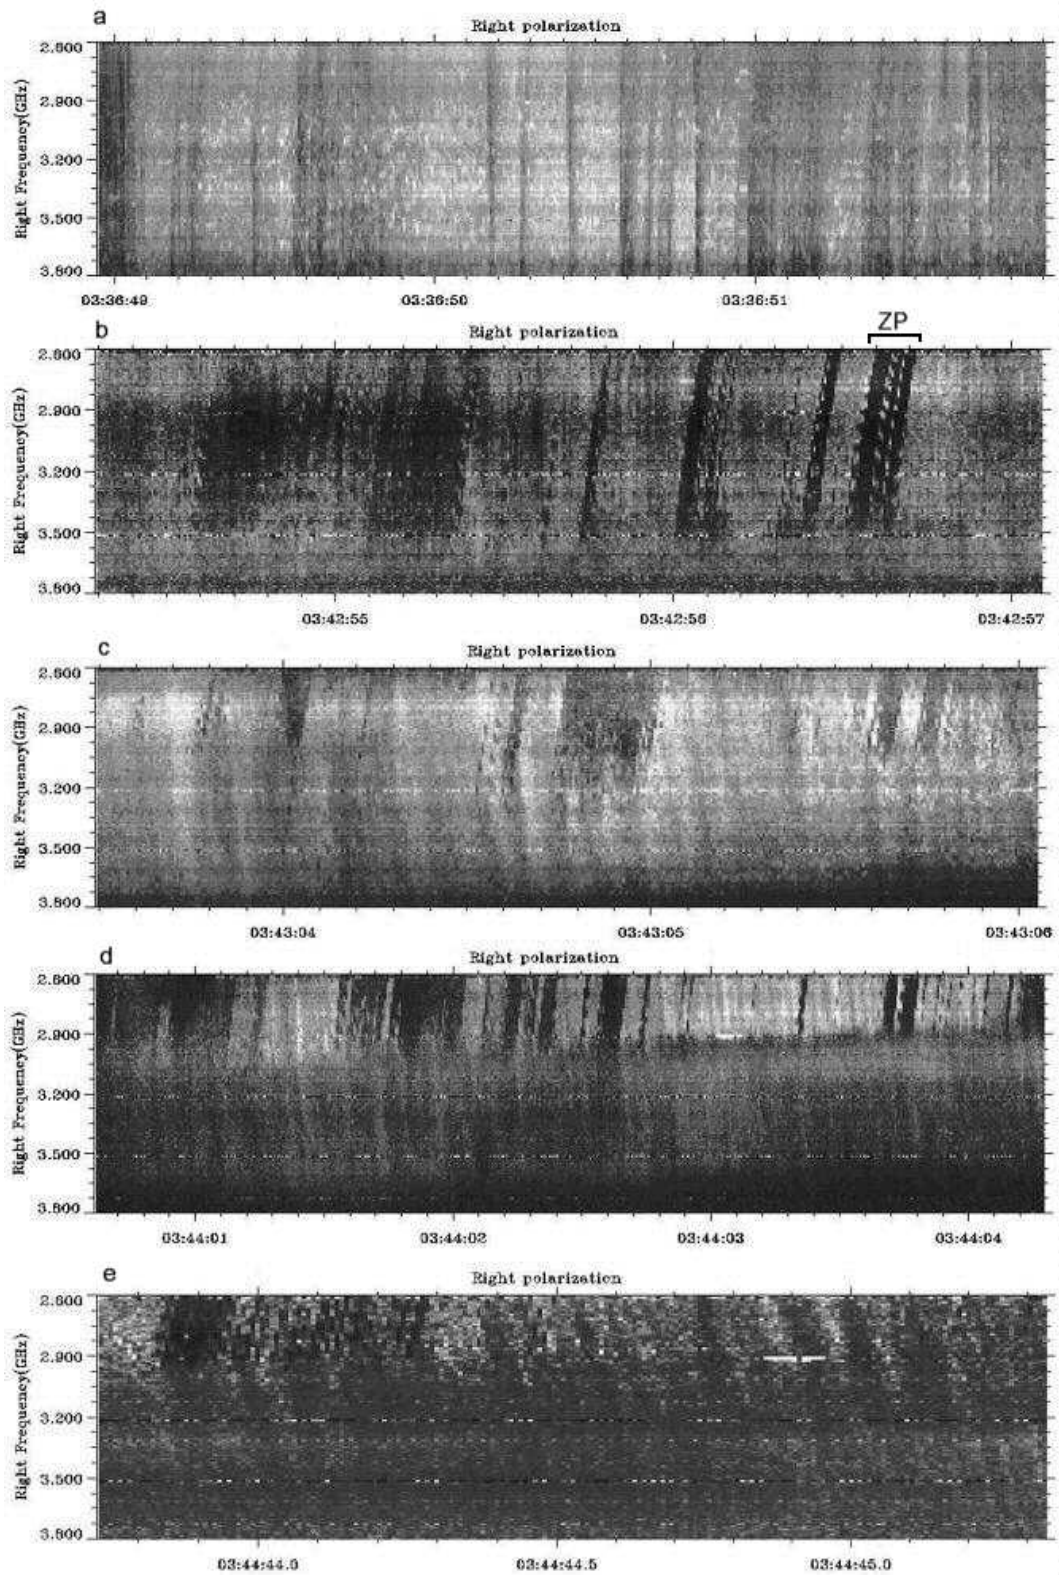 a
Right polarization
2.600
2.900
3.200
3.500
3.800
Right Frequency(GHz)
03:36:49 03:36:50 03:36:51
b
Right polarization
ZP
2.600
2.900
3.200
3.500
3.800
Right Frequency(GHz)
03:42:55 03:42:56 03:42:57
c
Right polarization
2.600
2.900
3.200
3.500
3.800
Right Frequency(GHz)
03:43:04 03:43:05 03:43:06
d
Right polarization
2.600
2.900
3.200
3.500
3.800
Right Frequency(GHz)
03:44:01 03:44:02 03:44:03 03:44:04
e
Right polarization
2.600
2.900
3.200
3.500
3.800
Right Frequency(GHz)
03:44:44.0 03:44:44.5 03:44:45.0